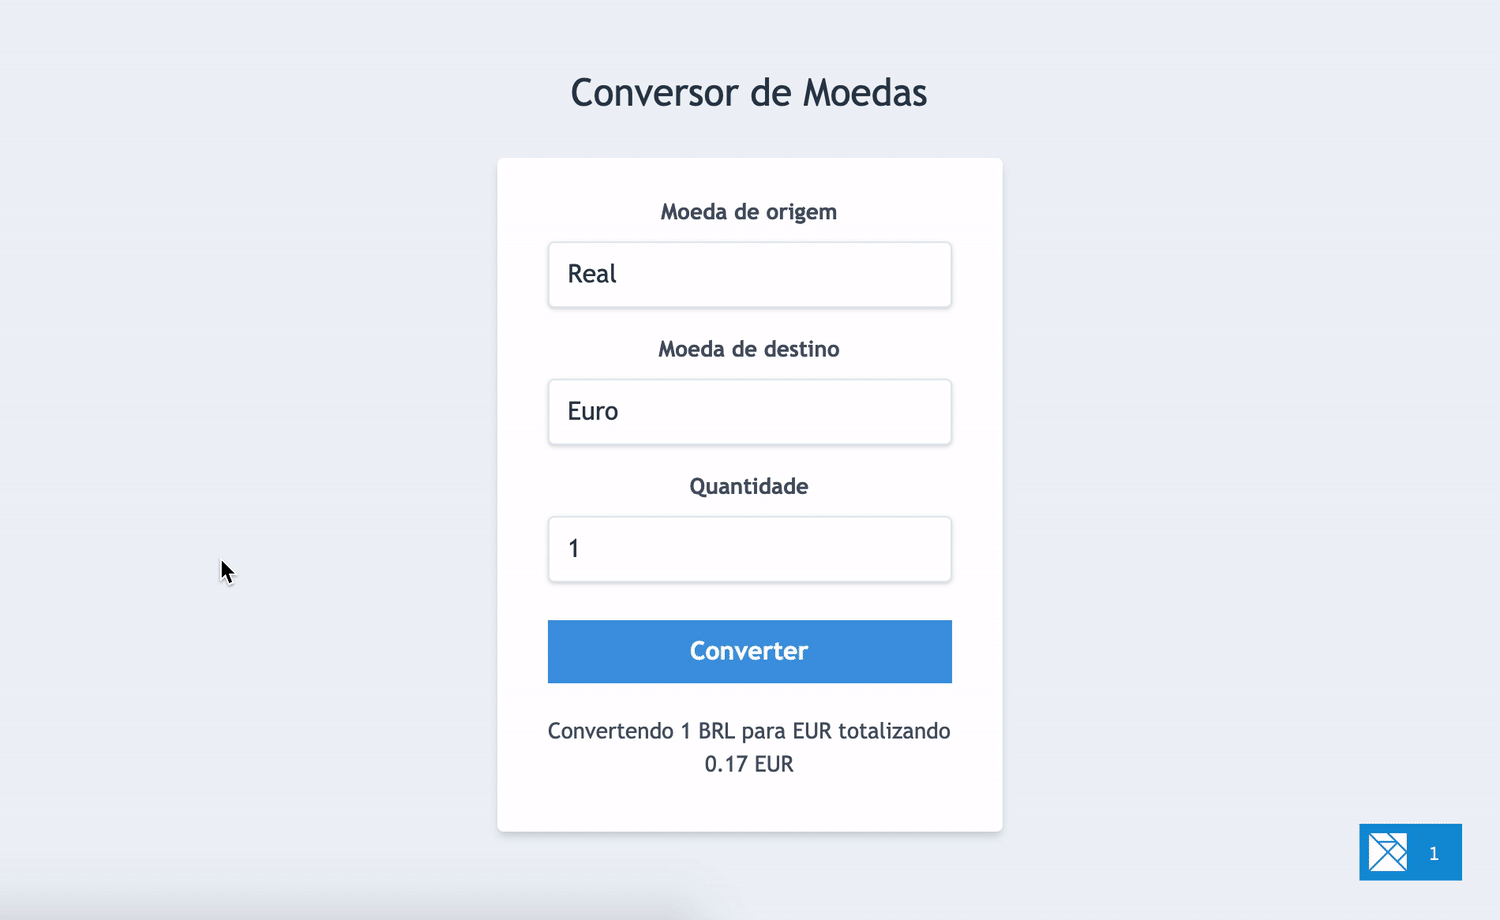 Conversor de Moedas
Moeda de origem
Real
Moeda de destino
Euro
Quantidade
1
Converter
Convertendo 1 BRL para EUR totalizando
0.17 EUR
1